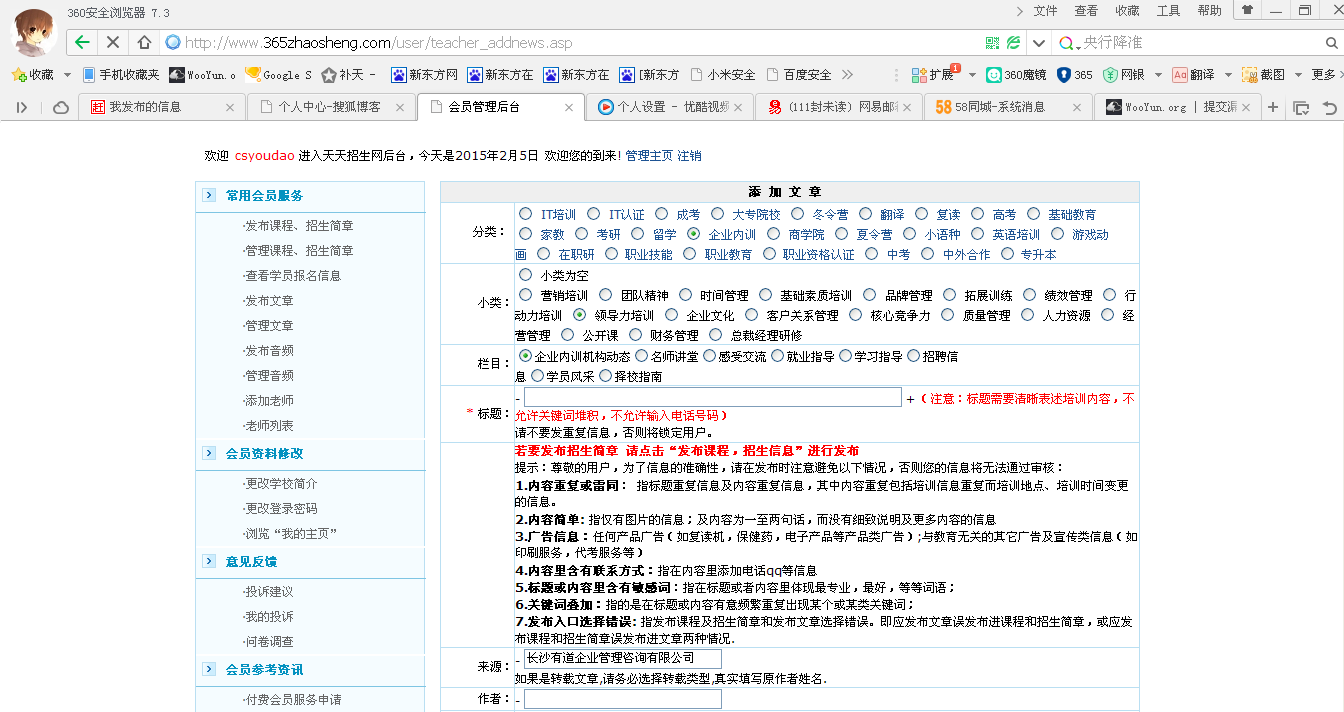 360安全浏览器 7.3
文件 查看 收藏 工具 帮助
http://www.365zhaosheng.com/user/teacher_addnews.asp
央行降准
收藏 手机收藏夹 WooYun.o Google S 补天 - 新东方网 新东方在 新东方在 [新东方 小米安全 百度安全 扩展 1 360魔镜 365 网银 Aa 翻译 截图 更多
我发布的信息 个人中心-搜狐博客 会员管理后台 个人设置 - 优酷视频 (111封未读) 网易邮箱 58 58同城-系统消息 WooYun.org | 提交漏
欢迎 csyoudao 进入天天招生网后台，今天是2015年2月5日 欢迎您的到来! 管理主页 注销
常用会员服务
·发布课程、招生简章
·管理课程、招生简章
·查看学员报名信息
·发布文章
·管理文章
·发布音频
·管理音频
·添加老师
·老师列表
会员资料修改
·更改学校简介
·更改登录密码
·浏览“我的主页”
意见反馈
·投诉建议
·我的投诉
·问卷调查
会员参考资讯
·付费会员服务申请
添 加 文 章
分类：
IT培训 IT认证 成考 大专院校 冬令营 翻译 复读 高考 基础教育
家教 考研 留学 企业内训 商学院 夏令营 小语种 英语培训 游戏动
画 在职研 职业技能 职业教育 职业资格认证 中考 中外合作 专升本
小类：
小类为空
营销培训 团队精神 时间管理 基础素质培训 品牌管理 拓展训练 绩效管理 行
动力培训 领导力培训 企业文化 客户关系管理 核心竞争力 质量管理 人力资源 经
营管理 公开课 财务管理 总裁经理研修
栏目：
企业内训机构动态 名师讲堂 感受交流 就业指导 学习指导 招聘信
息 学员风采 择校指南
* 标题：
- + （注意：标题需要清晰表述培训内容，不
允许关键词堆积，不允许输入电话号码）
请不要发重复信息，否则将锁定用户。
若要发布招生简章 请点击“发布课程，招生信息”进行发布
提示：尊敬的用户，为了信息的准确性，请在发布时注意避免以下情况，否则您的信息将无法通过审核：
1.内容重复或雷同： 指标题重复信息及内容重复信息，其中内容重复包括培训信息重复而培训地点、培训时间变更
的信息。
2.内容简单: 指仅有图片的信息；及内容为一至两句话，而没有细致说明及更多内容的信息
3.广告信息：任何产品广告（如复读机，保健药，电子产品等产品类广告）;与教育无关的其它广告及宣传类信息（如
印刷服务，代考服务等）
4.内容里含有联系方式：指在内容里添加电话qq等信息
5.标题或内容里含有敏感词：指在标题或者内容里体现最专业，最好，等等词语；
6.关键词叠加：指的是在标题或内容有意频繁重复出现某个或某类关键词；
7.发布入口选择错误: 指发布课程及招生简章和发布文章选择错误。即应发布文章误发布进课程和招生简章，或应发
布课程和招生简章误发布进文章两种情况.
来源：
- 长沙有道企业管理咨询有限公司
如果是转载文章,请务必选择转载类型,真实填写原作者姓名.
作者：
-